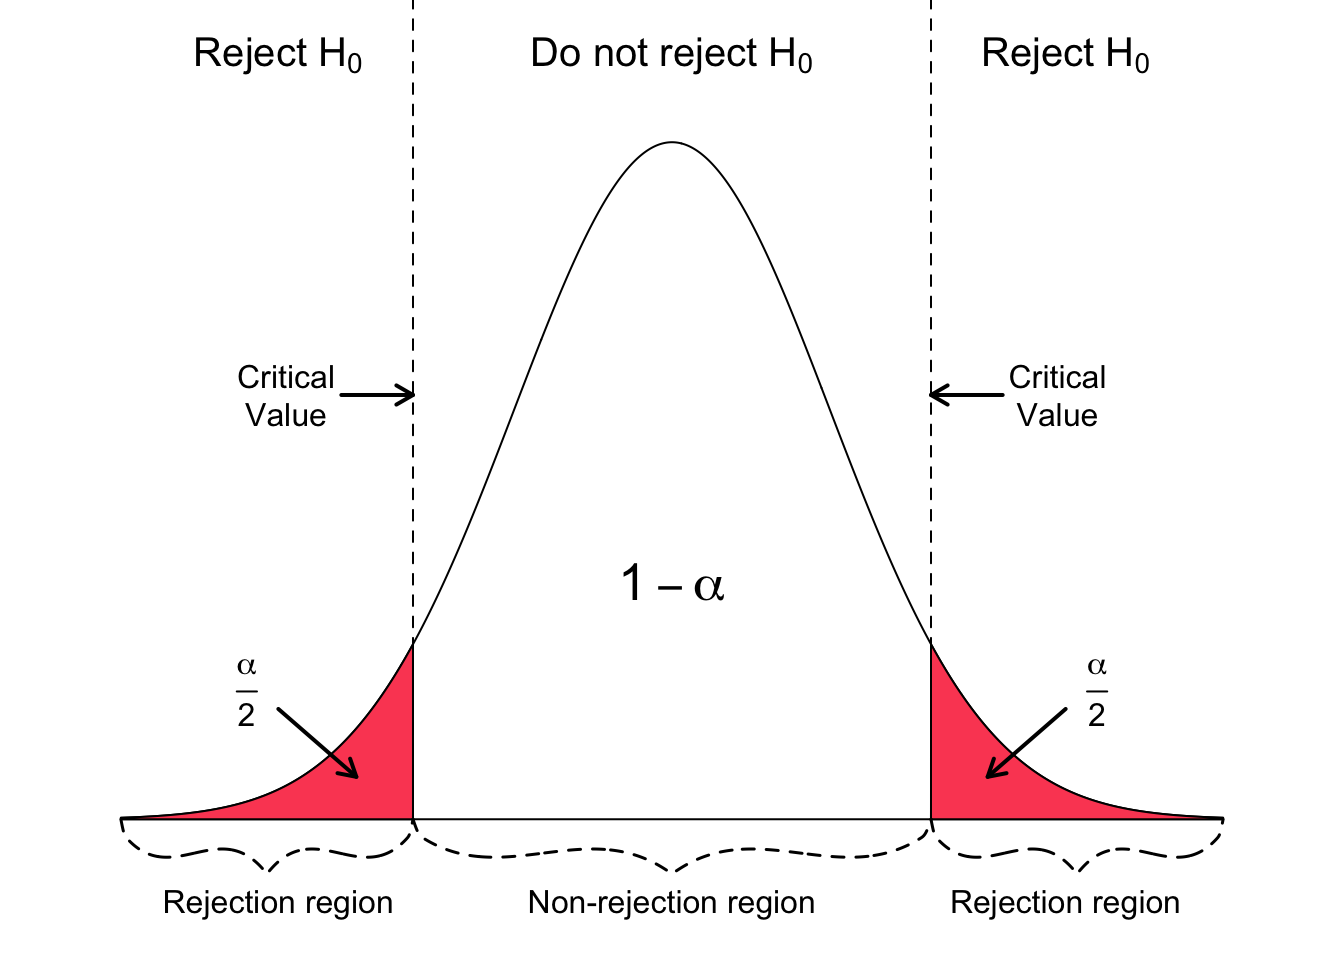 Reject H₀
Do not reject H₀
Reject H₀
Critical
Value
Critical
Value
1 − α
α
2
α
2
Rejection region
Non-rejection region
Rejection region